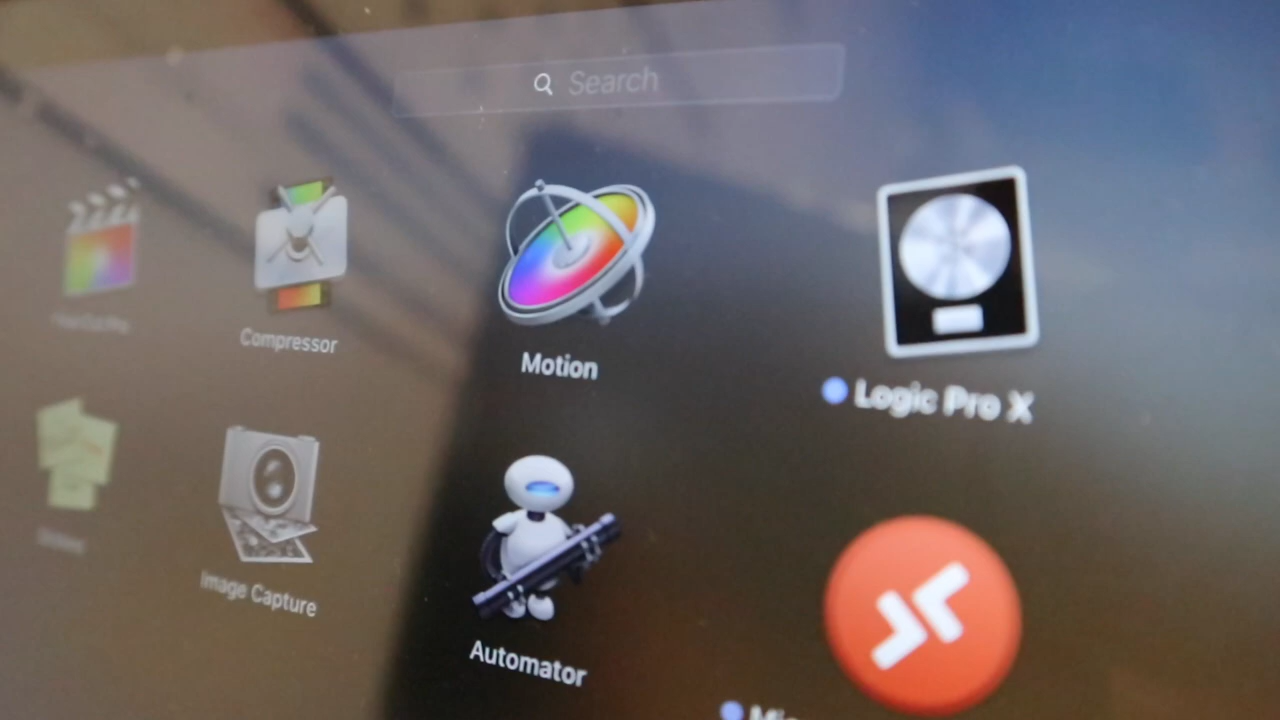 Search
Compressor
Motion
Logic Pro X
Image Capture
Automator